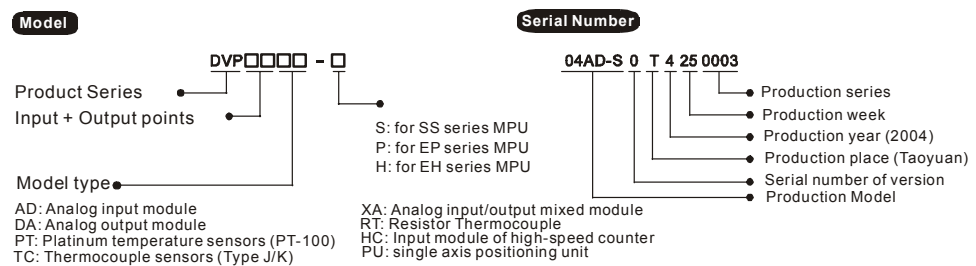 Model
DVP□□□□ - □
Product Series
Input + Output points
S: for SS series MPU
P: for EP series MPU
H: for EH series MPU
Model type
AD: Analog input module
DA: Analog output module
PT: Platinum temperature sensors (PT-100)
TC: Thermocouple sensors (Type J/K)
XA: Analog input/output mixed module
RT: Resistor Thermocouple
HC: Input module of high-speed counter
PU: single axis positioning unit
Serial Number
04AD-S 0 T 4 25 0003
Production series
Production week
Production year (2004)
Production place (Taoyuan)
Serial number of version
Production Model